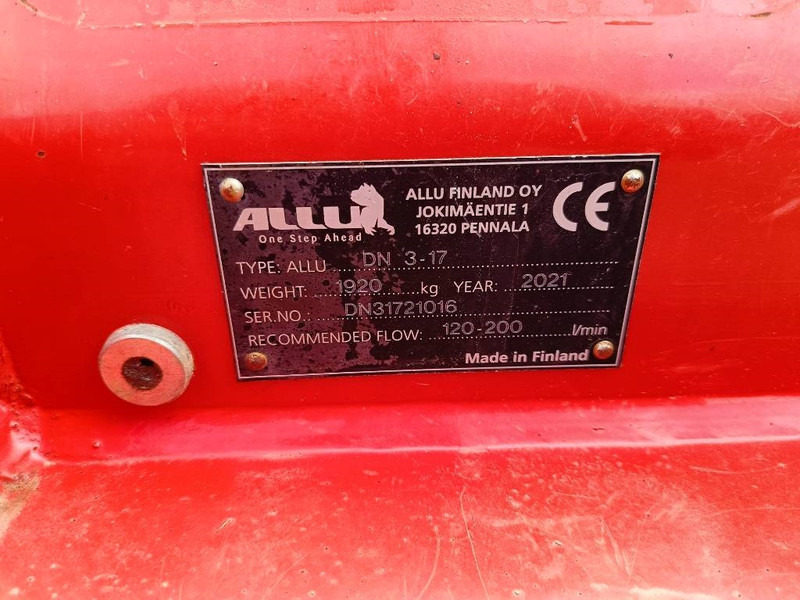 ALLU
One Step Ahead
ALLU FINLAND OY
JOKIMÄENTIE 1
16320 PENNALA
CE
TYPE: ALLU DN 3-17
WEIGHT: 1920 kg YEAR: 2021
SER.NO.: DN31721016
RECOMMENDED FLOW: 120-200 l/min
Made in Finland